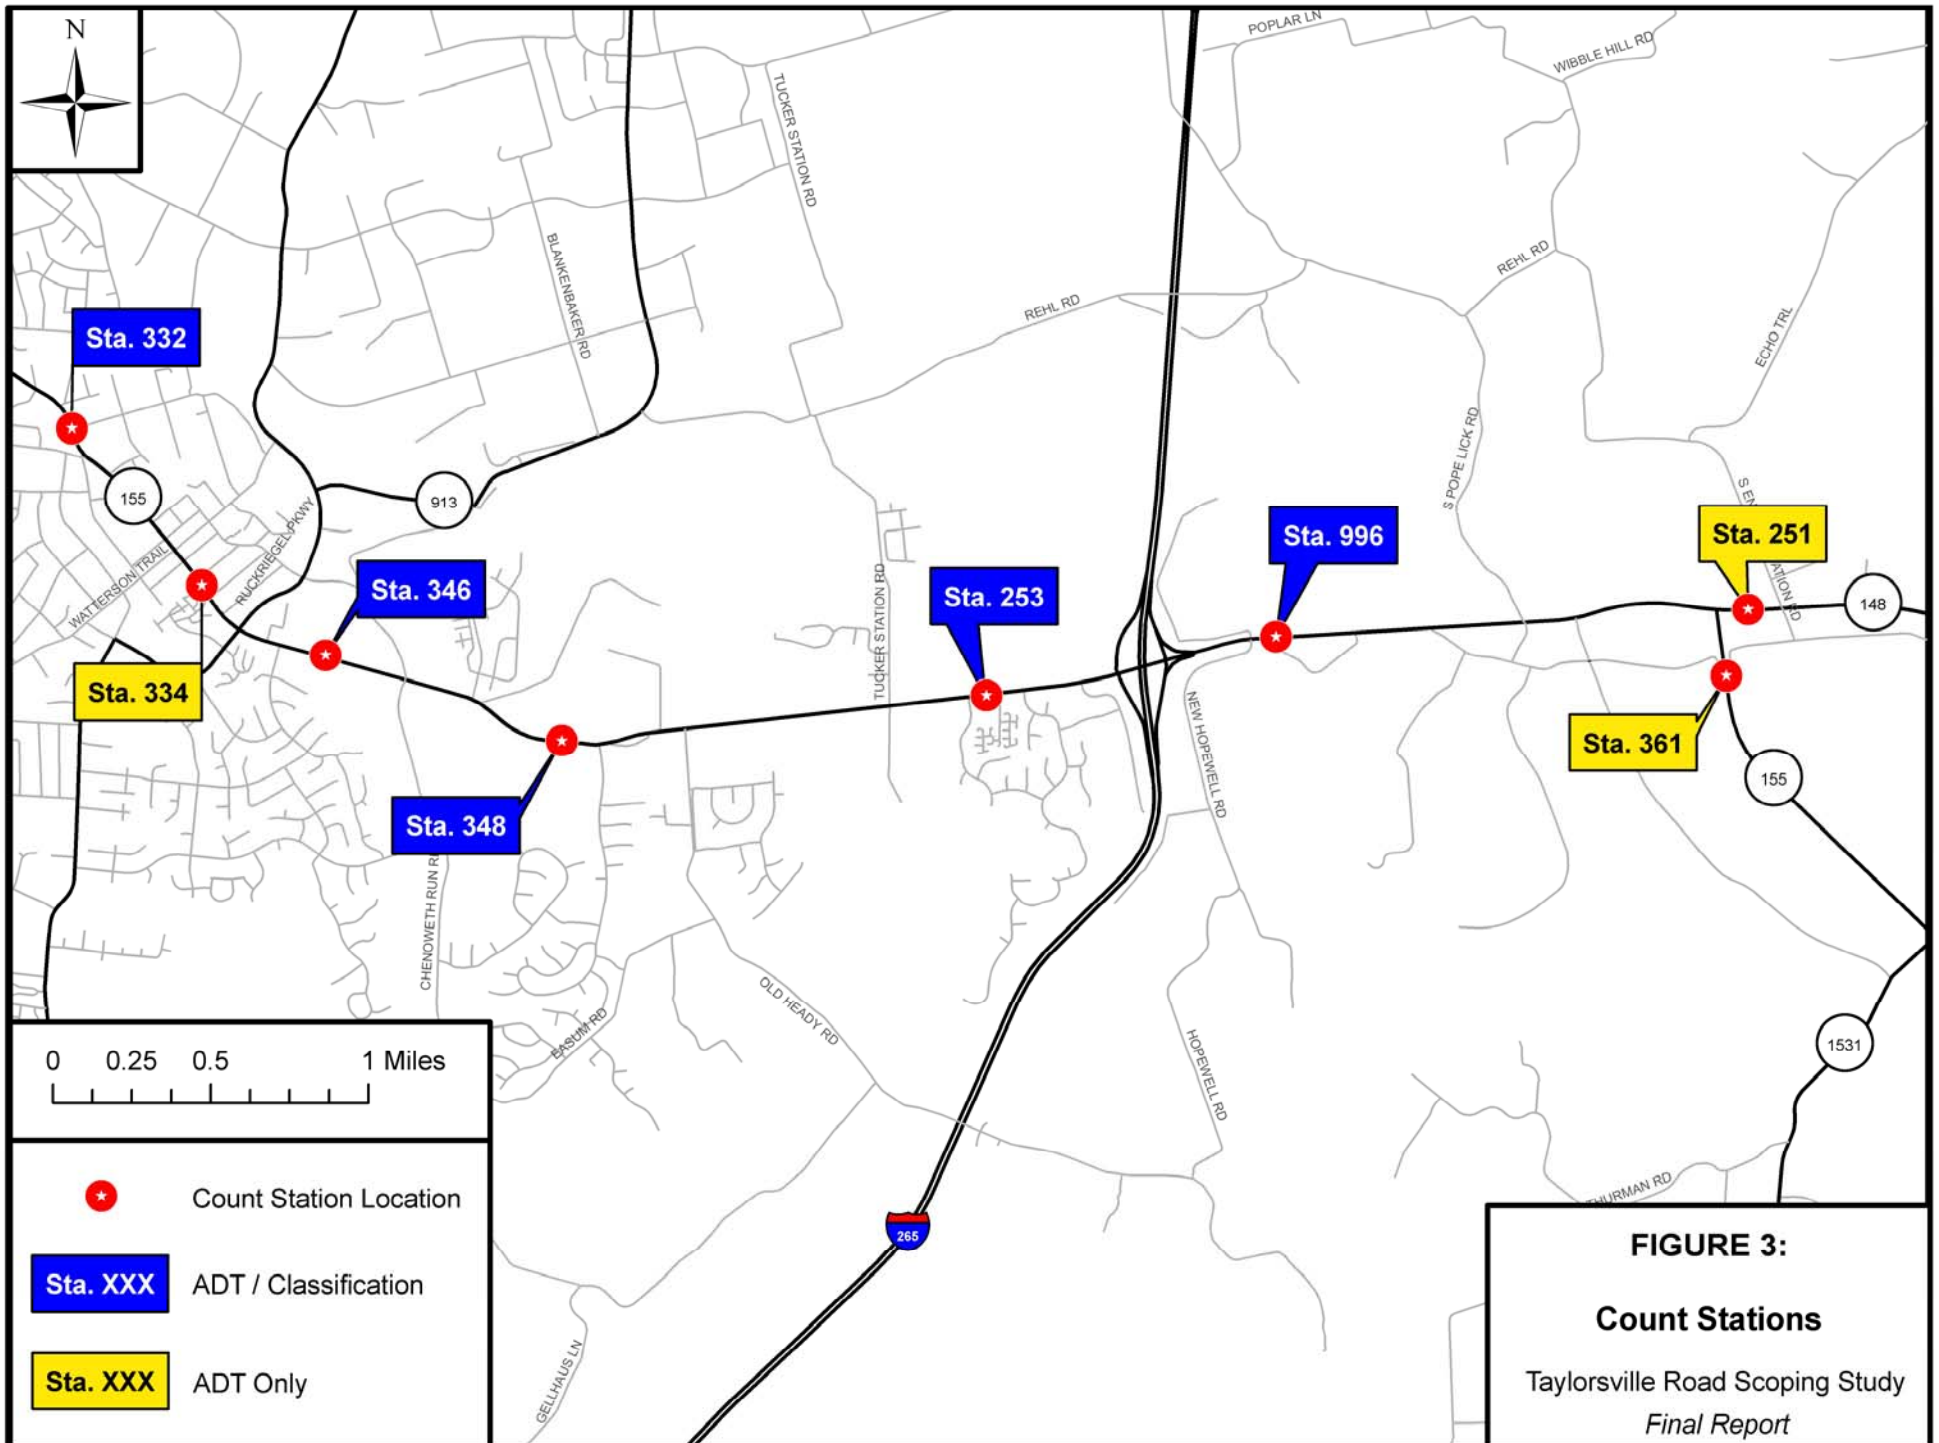 N
POPLAR LN
WIBBLE HILL RD
TUCKER STATION RD
BLANKENBAKER RD
REHL RD
REHL RD
ECHO TRL
Sta. 332
S POPE LICK RD
155
913
RUCKRIEGEL PKWY
WATTERSON TRAIL
Sta. 346
TUCKER STATION RD
Sta. 253
Sta. 996
Sta. 251
148
Sta. 334
Sta. 361
155
NEW HOPEWELL RD
Sta. 348
CHENOWETH RUN
OLD HEADY RD
EASUM RD
HOPEWELL RD
1531
THURMAN RD
265
GELLHAUS LN
0 0.25 0.5 1 Miles
Count Station Location
Sta. XXX ADT / Classification
Sta. XXX ADT Only
FIGURE 3:
Count Stations
Taylorsville Road Scoping Study
Final Report